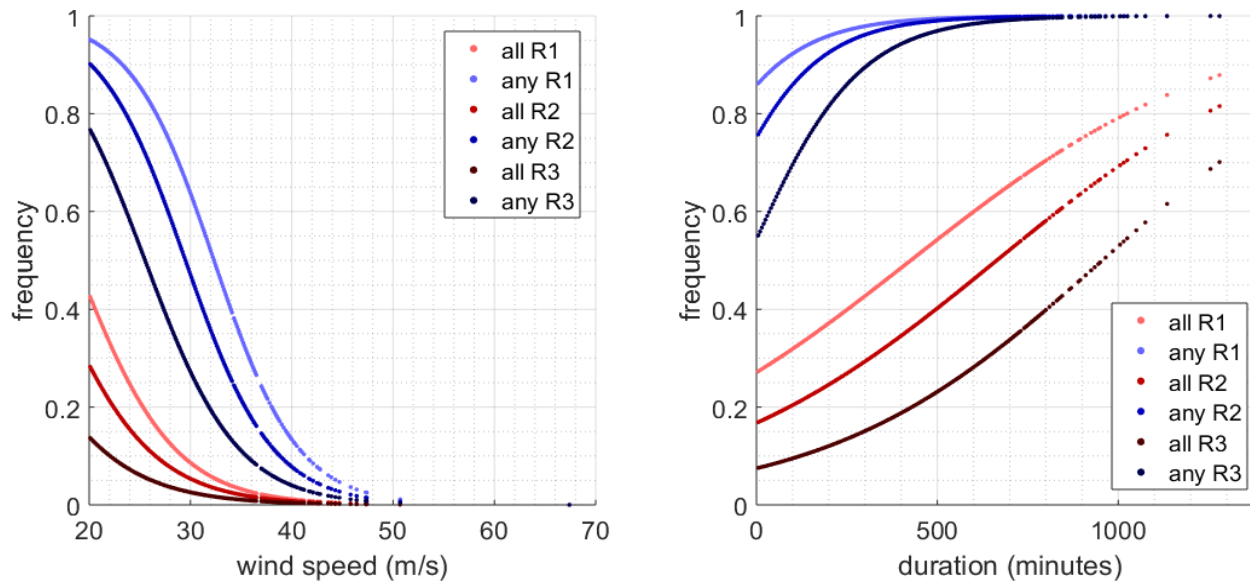 frequency
1
0.8
0.6
0.4
0.2
0
20
30
40
50
60
70
wind speed (m/s)
all R1
any R1
all R2
any R2
all R3
any R3
frequency
1
0.8
0.6
0.4
0.2
0
0
500
1000
duration (minutes)
all R1
any R1
all R2
any R2
all R3
any R3